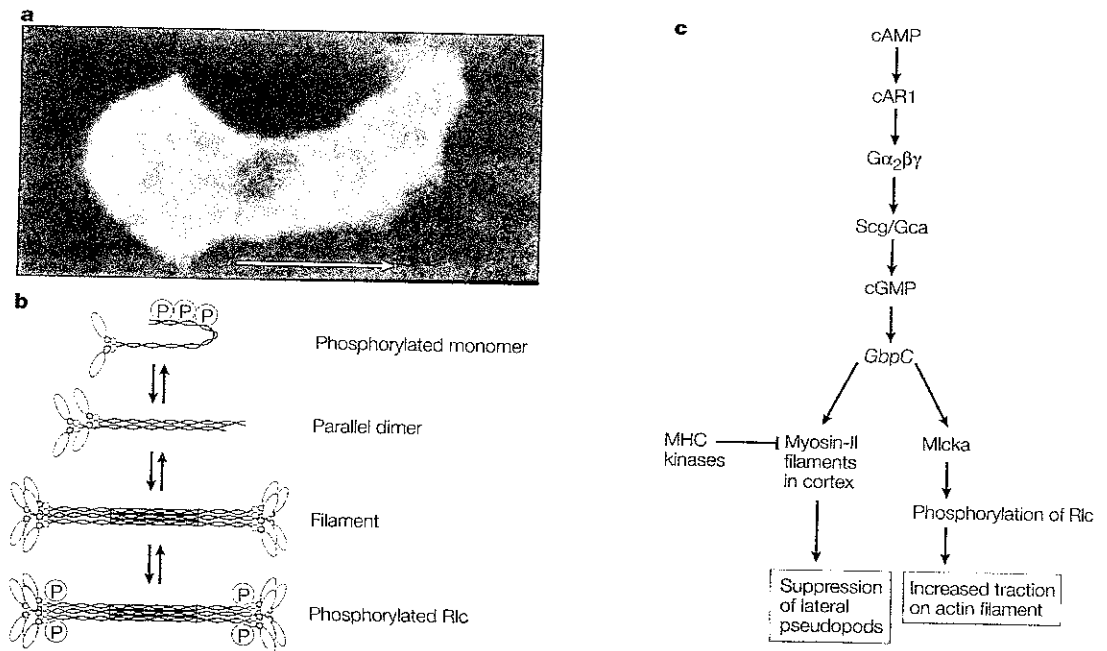 a
b
P P P
Phosphorylated monomer
Parallel dimer
Filament
P P
P P
Phosphorylated Rlc
c
cAMP
cAR1
Gα₂βγ
Scg/Gca
cGMP
GbpC
MHC
kinases
Myosin-II
filaments
in cortex
Mlcka
Phosphorylation of Rlc
Suppression
of lateral
pseudopods
Increased traction
on actin filament